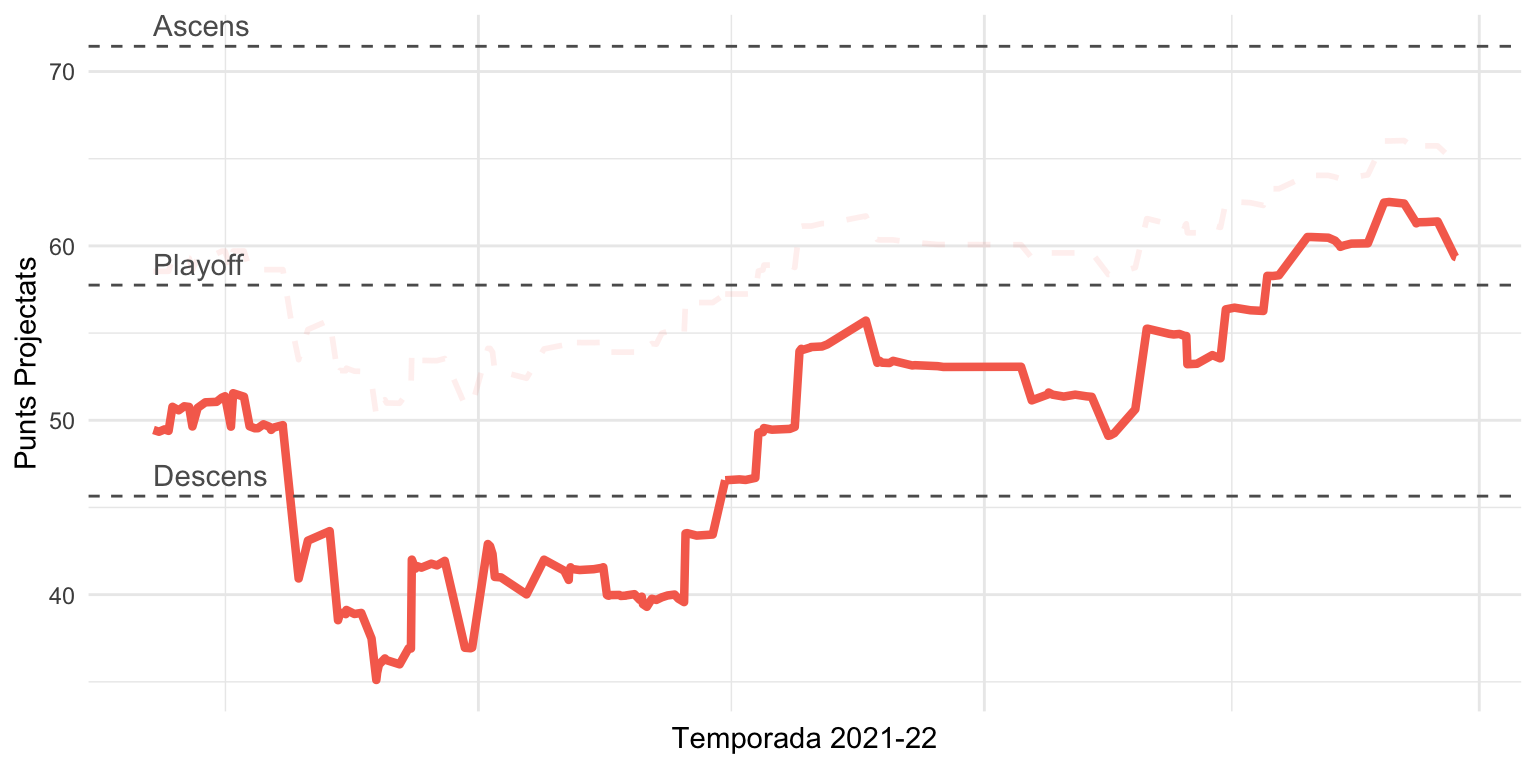 Ascens
70
60
Playoff
50
Descens
40
Punts Projectats
Temporada 2021-22